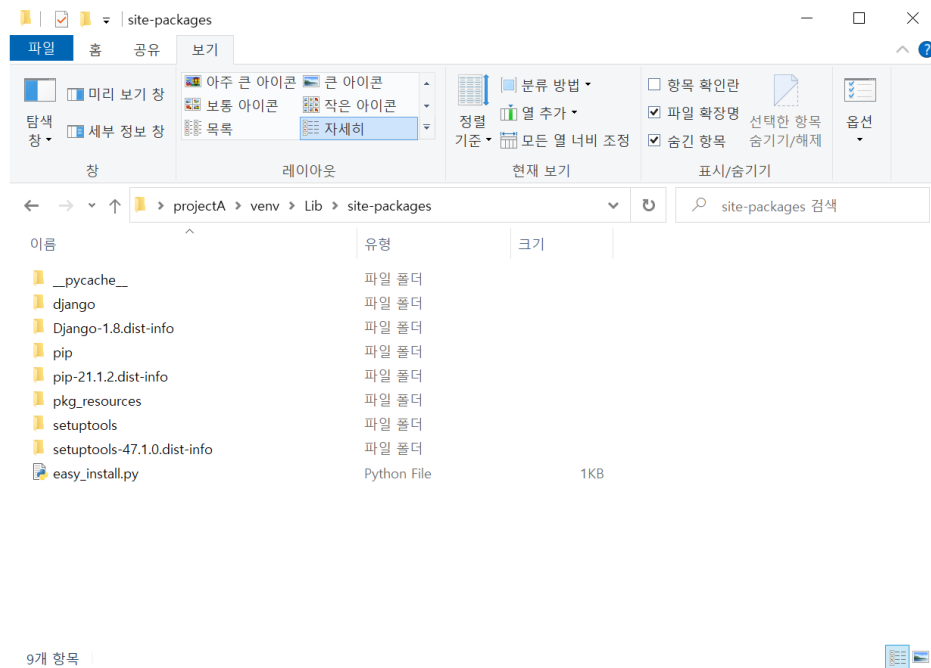 site-packages
파일 홈 공유 보기
탐색 창
미리 보기 창
세부 정보 창
창
아주 큰 아이콘 큰 아이콘
보통 아이콘 작은 아이콘
목록 자세히
레이아웃
정렬 기준
분류 방법
열 추가
모든 열 너비 조정
현재 보기
항목 확인란
파일 확장명
숨긴 항목
선택한 항목
숨기기/해제
표시/숨기기
옵션
projectA > venv > Lib > site-packages
site-packages 검색
이름 유형 크기
__pycache__ 파일 폴더
django 파일 폴더
Django-1.8.dist-info 파일 폴더
pip 파일 폴더
pip-21.1.2.dist-info 파일 폴더
pkg_resources 파일 폴더
setuptools 파일 폴더
setuptools-47.1.0.dist-info 파일 폴더
easy_install.py Python File 1KB
9개 항목